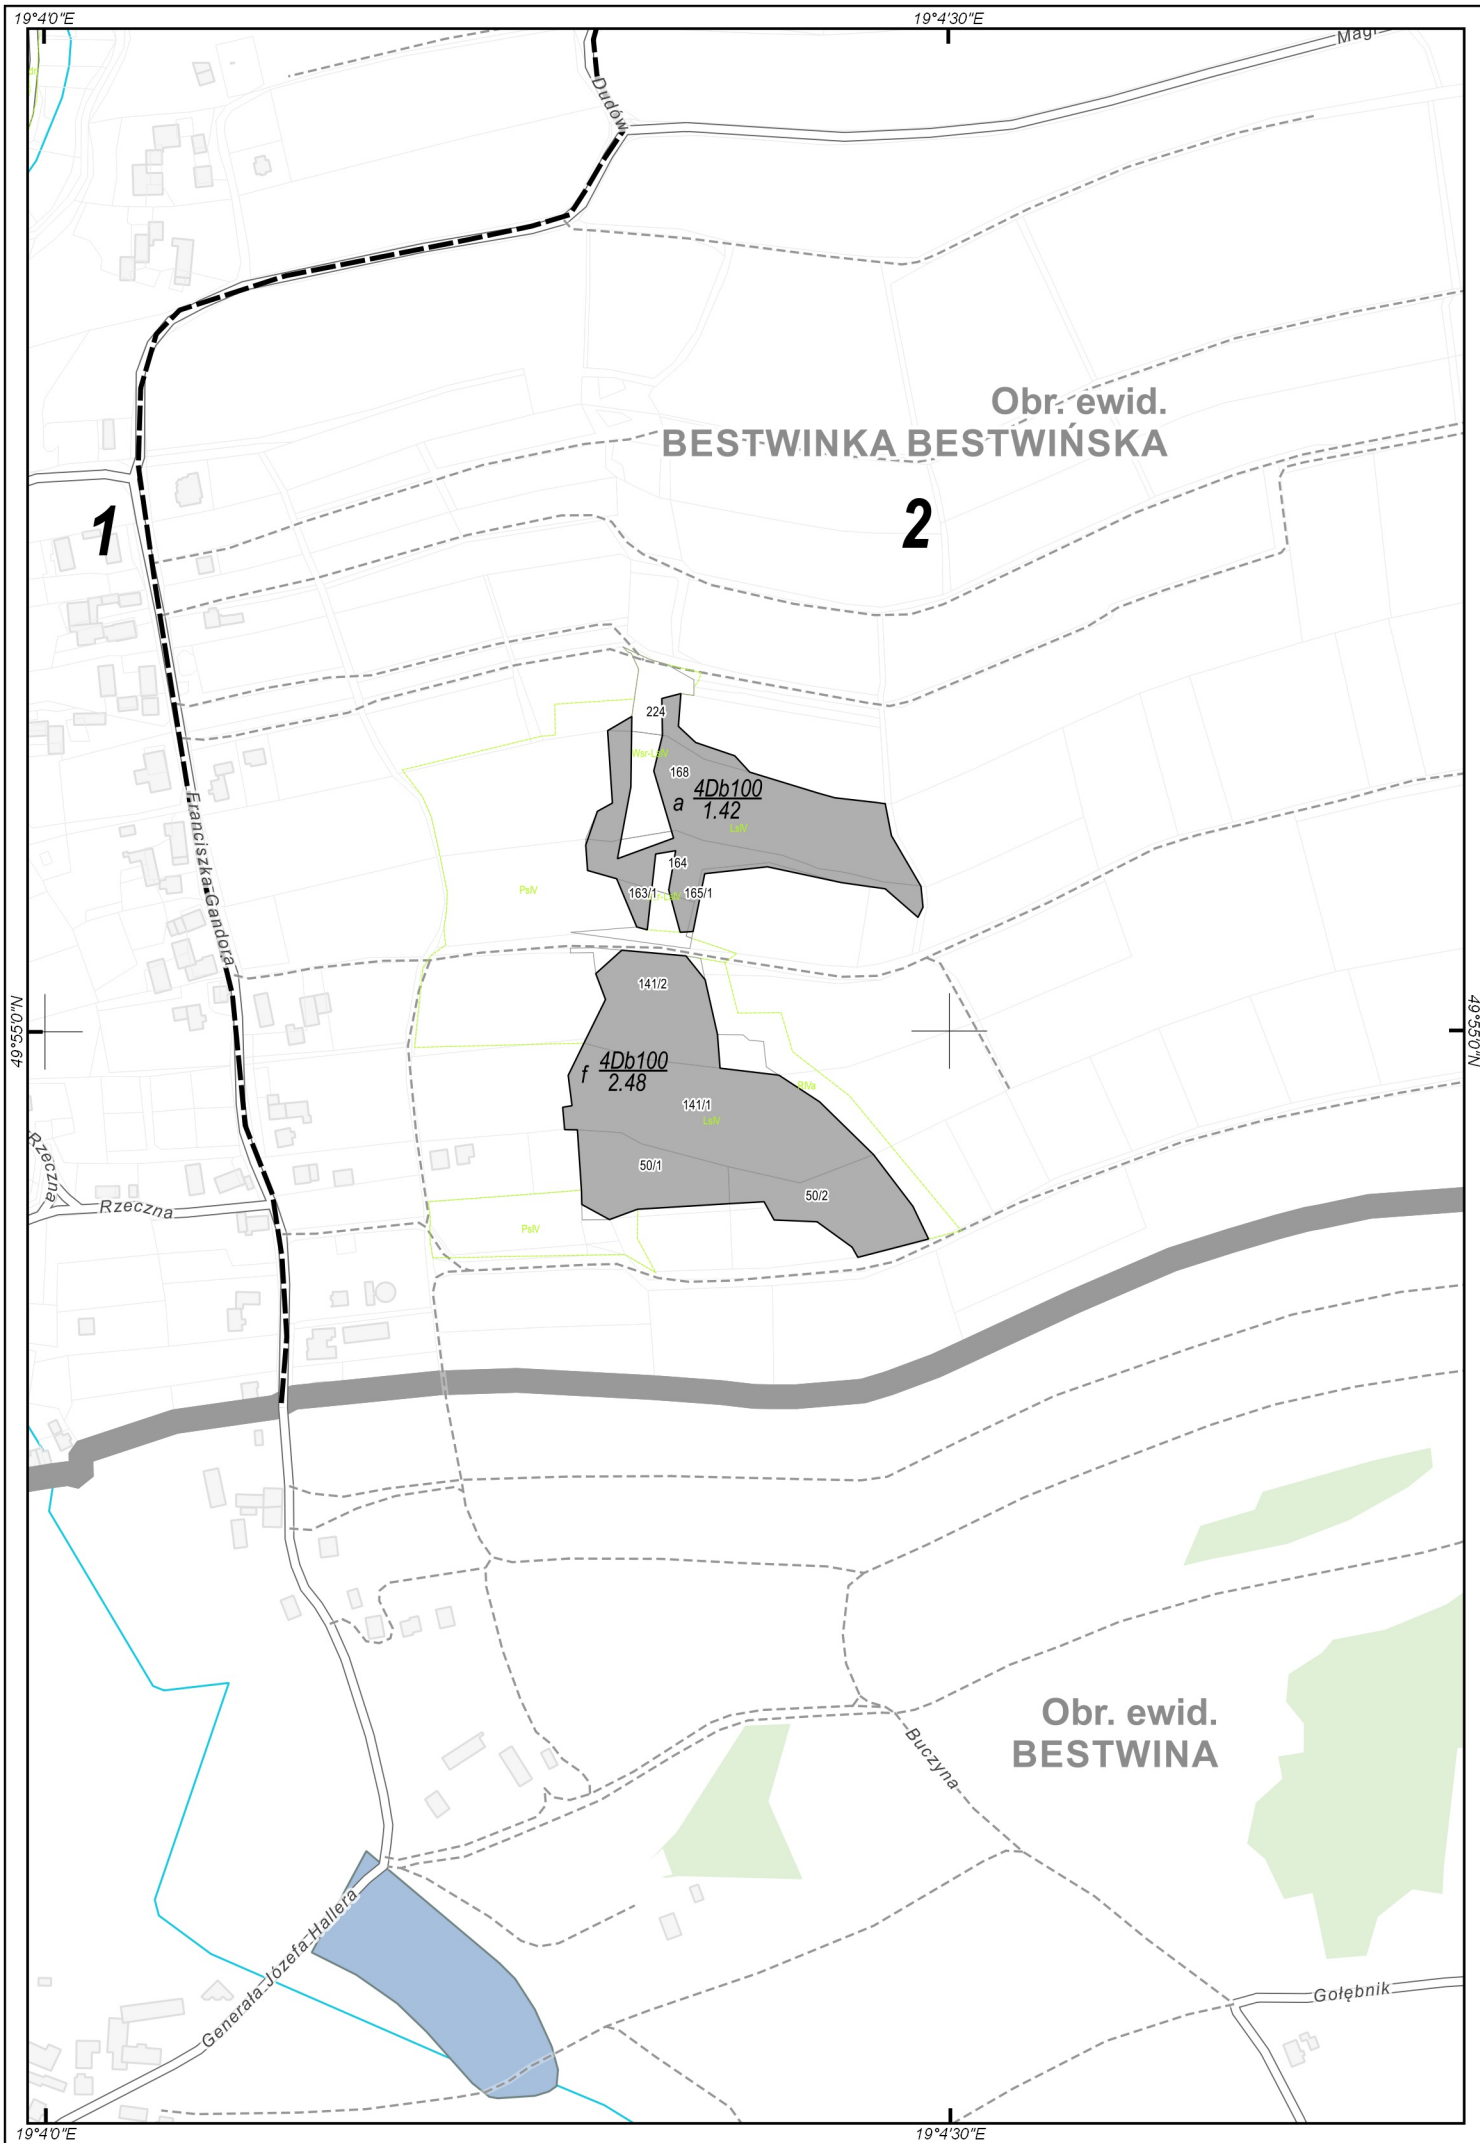 19°4'0"E
19°4'30"E
Dudów
Obr. ewid.
BESTWINKA BESTWIŃSKA
1
2
224
Wsr-LsIV
168
a 4Db100
1.42
LsIV
Franciszka Gandora
164
PsIV
163/1
165/1
141/2
49°55'0"N
49°55'0"N
f 4Db100
2.48
RIVa
141/1
LsIV
Rzeczna
50/1
50/2
Rzeczna
PsIV
Obr. ewid.
BESTWINA
Buczyna
Generała Józefa Hallera
Gołębnik
19°4'0"E
19°4'30"E